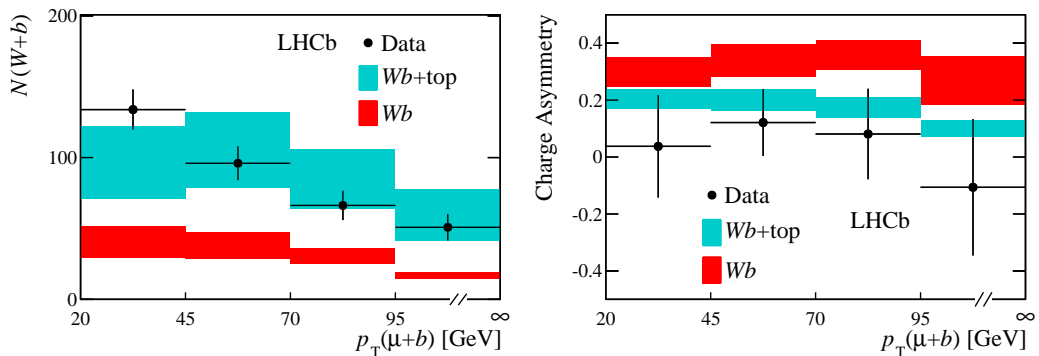 N(W+b)
200
100
0
LHCb
Data
Wb+top
Wb
20 45 70 95 ∞
p_T(μ+b) [GeV]
Charge Asymmetry
0.4
0.2
0
-0.2
-0.4
Data
Wb+top
LHCb
Wb
20 45 70 95 ∞
p_T(μ+b) [GeV]